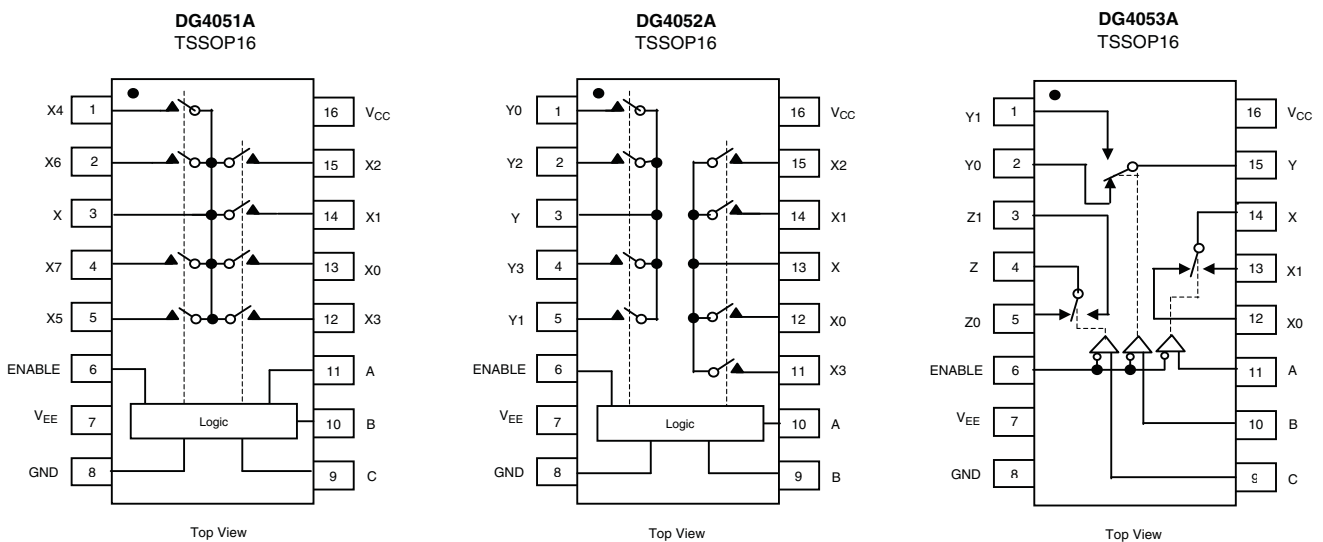 DG4051A
TSSOP16
X4 1 16 VCC
X6 2 15 X2
X 3 14 X1
X7 4 13 X0
X5 5 12 X3
ENABLE 6 11 A
VEE 7 Logic 10 B
GND 8 9 C
Top View
DG4052A
TSSOP16
Y0 1 16 VCC
Y2 2 15 X2
Y 3 14 X1
Y3 4 13 X
Y1 5 12 X0
ENABLE 6 11 X3
VEE 7 Logic 10 A
GND 8 9 B
Top View
DG4053A
TSSOP16
Y1 1 16 VCC
Y0 2 15 Y
Z1 3 14 X
Z 4 13 X1
Z0 5 12 X0
ENABLE 6 11 A
VEE 7 10 B
GND 8 9 C
Top View